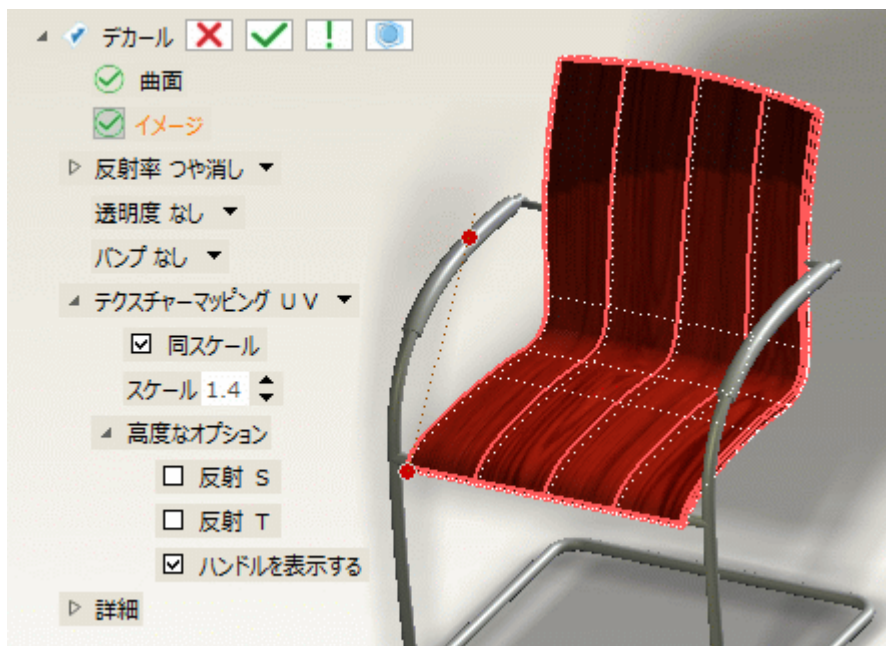 デカール
曲面
イメージ
反射率 つや消し
透明度 なし
バンプ なし
テクスチャーマッピング U V
同スケール
スケール 1.4
高度なオプション
反射 S
反射 T
ハンドルを表示する
詳細